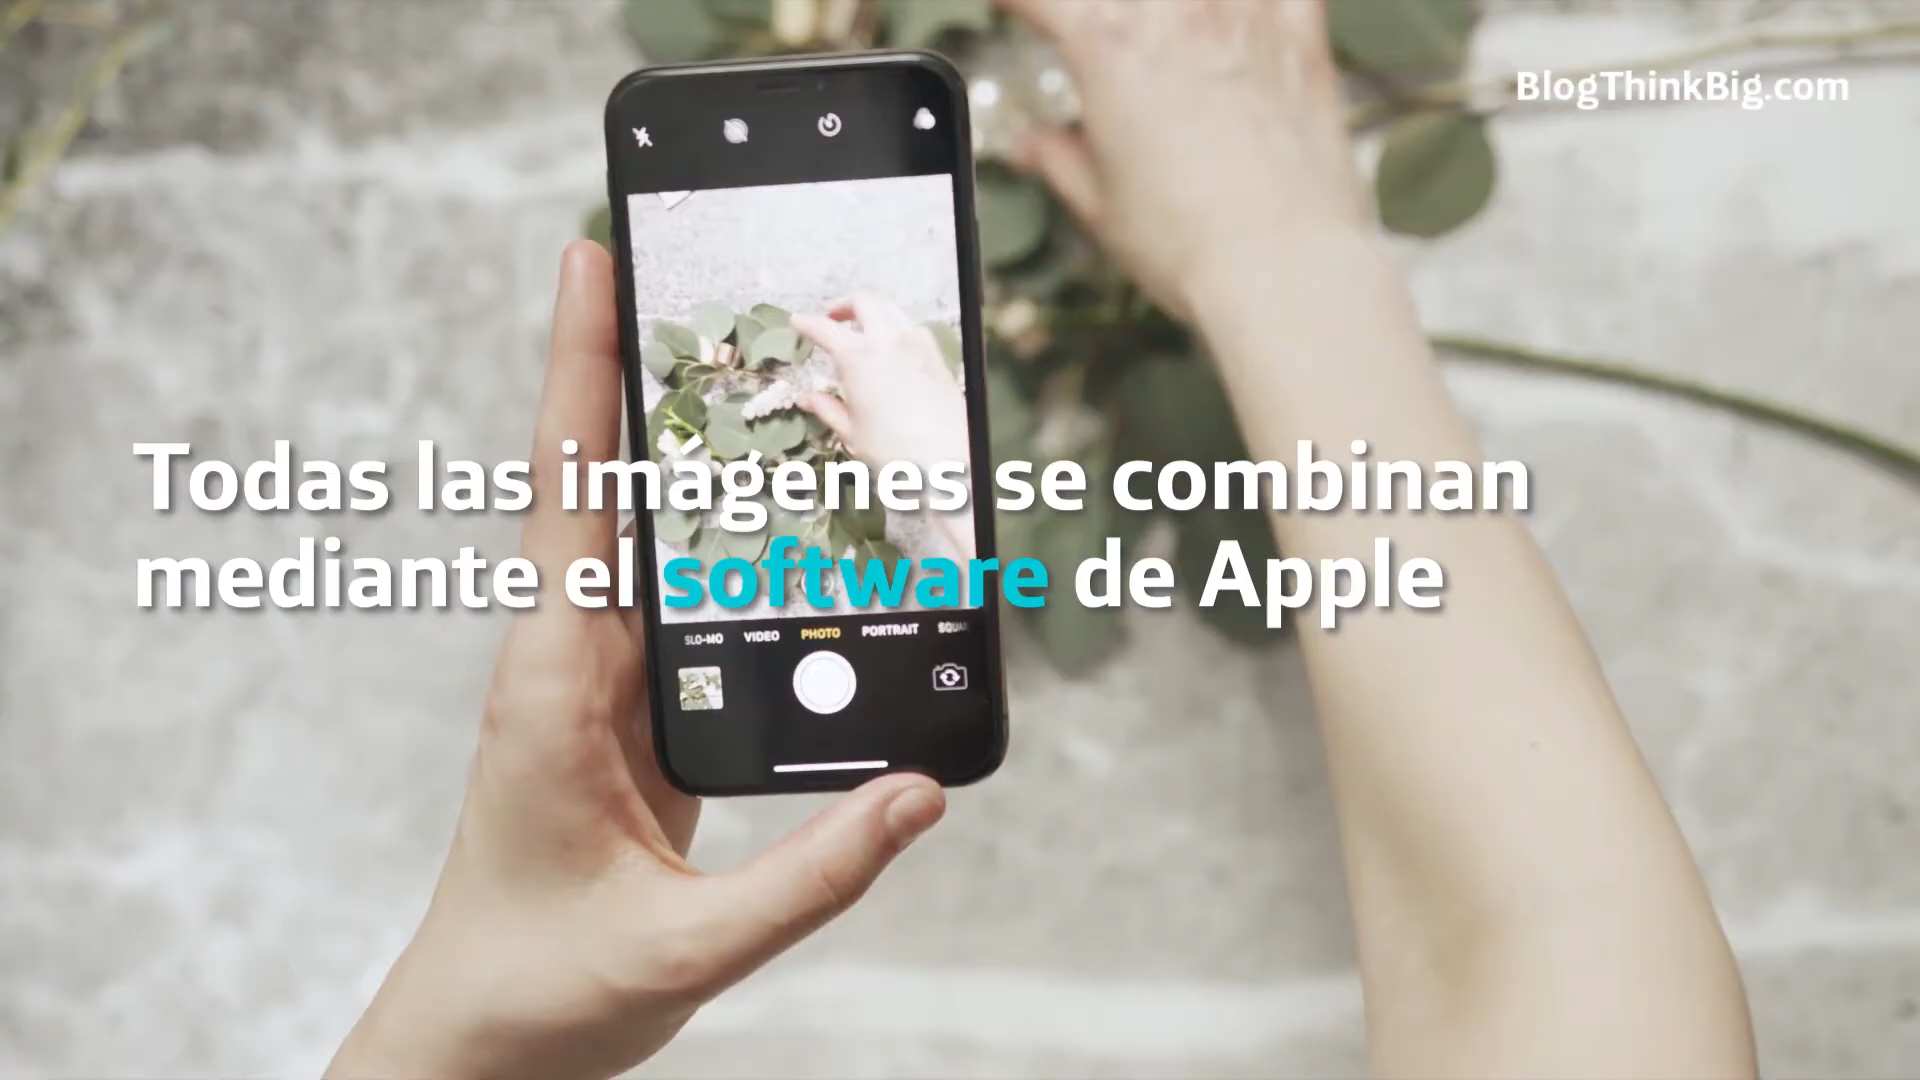 BlogThinkBig.com
Todas las imágenes se combinan
mediante el software de Apple
SLO-MO VIDEO PHOTO PORTRAIT